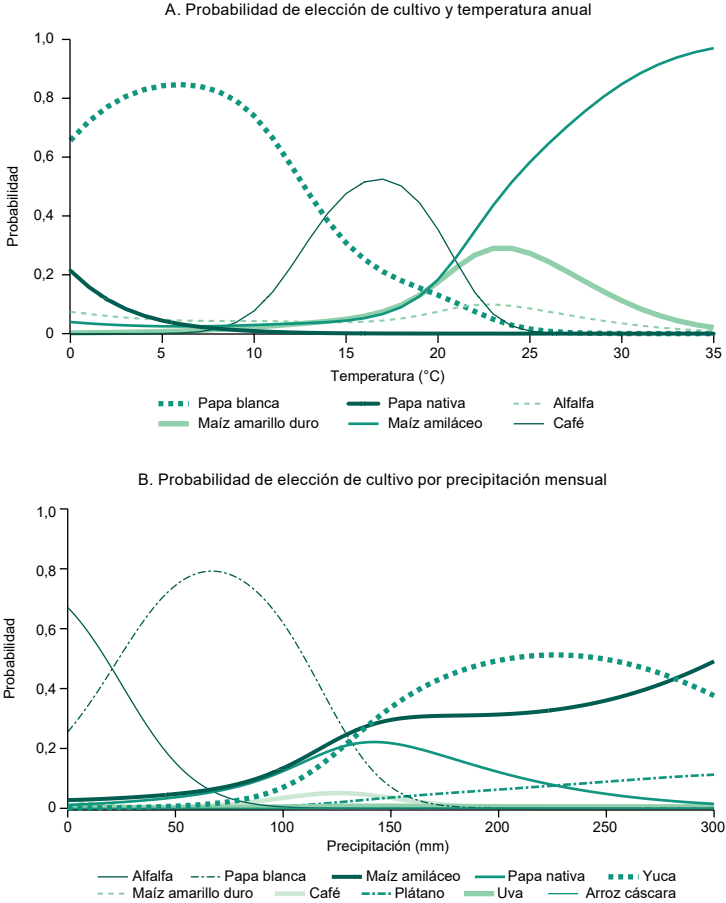 A. Probabilidad de elección de cultivo y temperatura anual
1,0
0,8
0,6
0,4
0,2
0
Probabilidad
0 5 10 15 20 25 30 35
Temperatura (°C)
Papa blanca Papa nativa Alfalfa
Maíz amarillo duro Maíz amiláceo Café
B. Probabilidad de elección de cultivo por precipitación mensual
1,0
0,8
0,6
0,4
0,2
0
Probabilidad
0 50 100 150 200 250 300
Precipitación (mm)
Alfalfa Papa blanca Maíz amiláceo Papa nativa Yuca
Maíz amarillo duro Café Plátano Uva Arroz cáscara